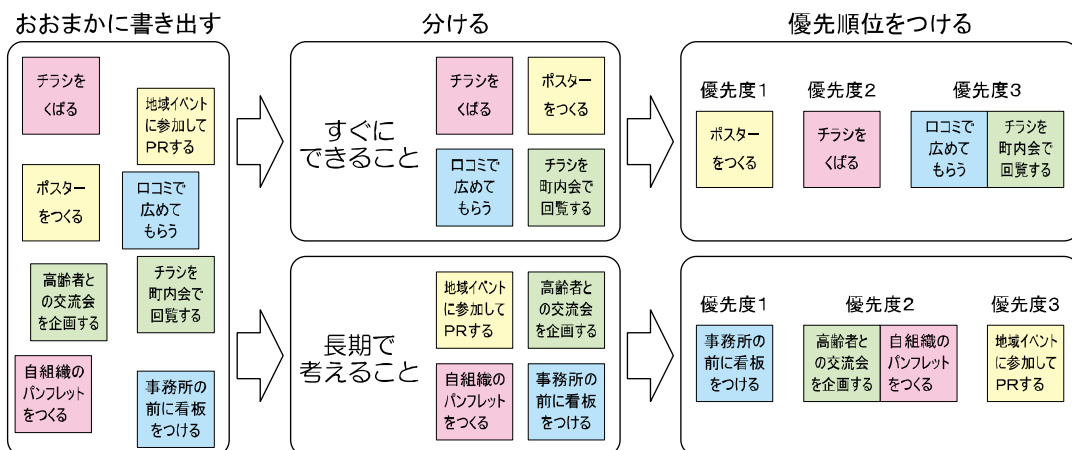 おおまかに書き出す
チラシを
くばる
地域イベント
に参加して
PRする
ポスター
をつくる
口コミで
広めて
もらう
高齢者と
の交流会
を企画する
チラシを
町内会で
回覧する
自組織の
パンフレット
をつくる
事務所の
前に看板
をつける
分ける
すぐに
できること
チラシを
くばる
ポスター
をつくる
口コミで
広めて
もらう
チラシを
町内会で
回覧する
長期で
考えること
地域イベント
に参加して
PRする
高齢者と
の交流会
を企画する
自組織の
パンフレット
をつくる
事務所の
前に看板
をつける
優先順位をつける
優先度1
ポスター
をつくる
優先度2
チラシを
くばる
優先度3
口コミで
広めて
もらう
チラシを
町内会で
回覧する
優先度1
事務所の
前に看板
をつける
優先度2
高齢者と
の交流会
を企画する
自組織の
パンフレット
をつくる
優先度3
地域イベント
に参加して
PRする